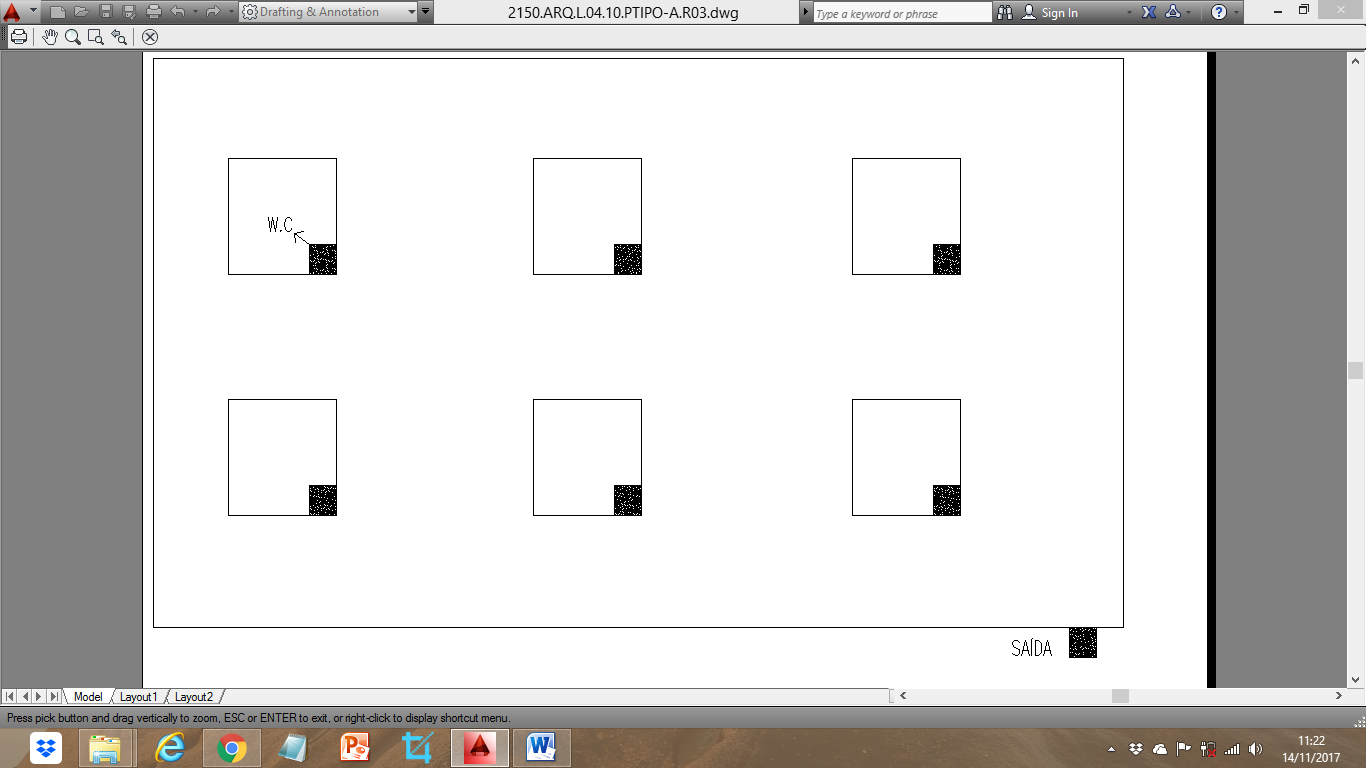 Drafting & Annotation
2150.ARQ.L.04.10.PTIPO-A.R03.dwg
Type a keyword or phrase
Sign In
W.C
SAÍDA
Model
Layout1
Layout2
Press pick button and drag vertically to zoom, ESC or ENTER to exit, or right-click to display shortcut menu.
11:22
14/11/2017